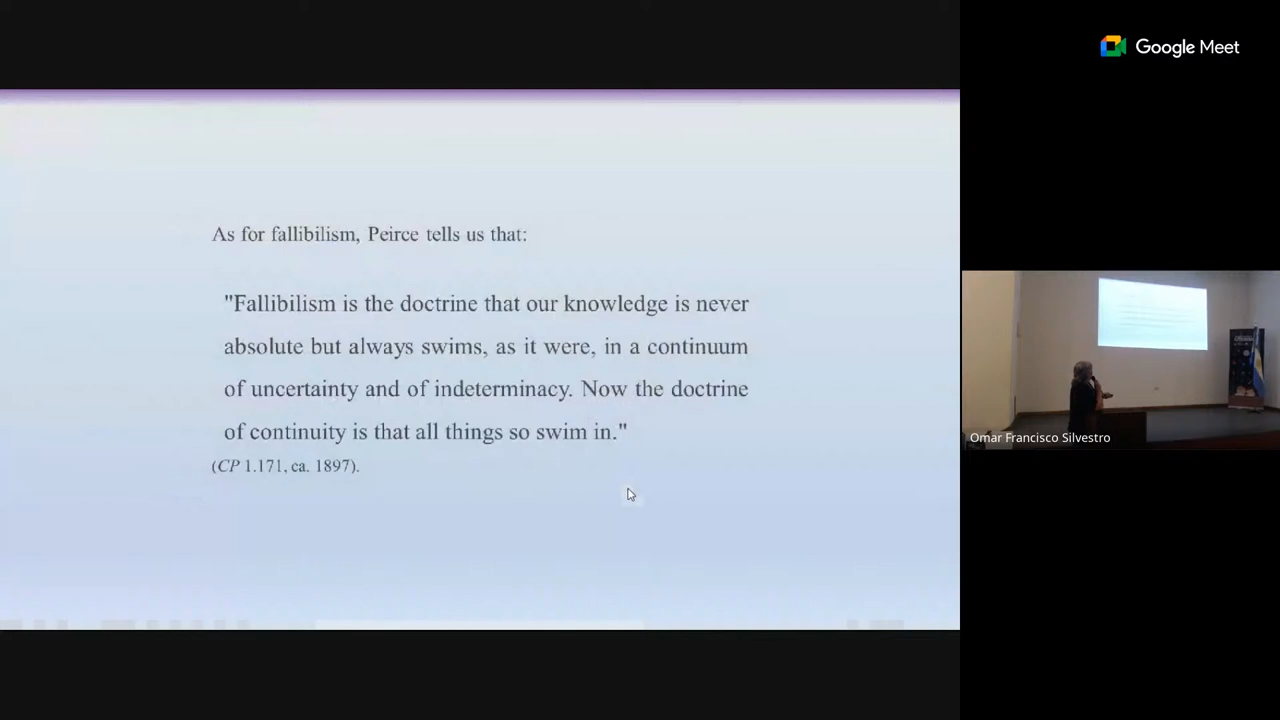 Google Meet
As for fallibilism, Peirce tells us that:
"Fallibilism is the doctrine that our knowledge is never
absolute but always swims, as it were, in a continuum
of uncertainty and of indeterminacy. Now the doctrine
of continuity is that all things so swim in."
(CP 1.171, ca. 1897).
Omar Francisco Silvestro